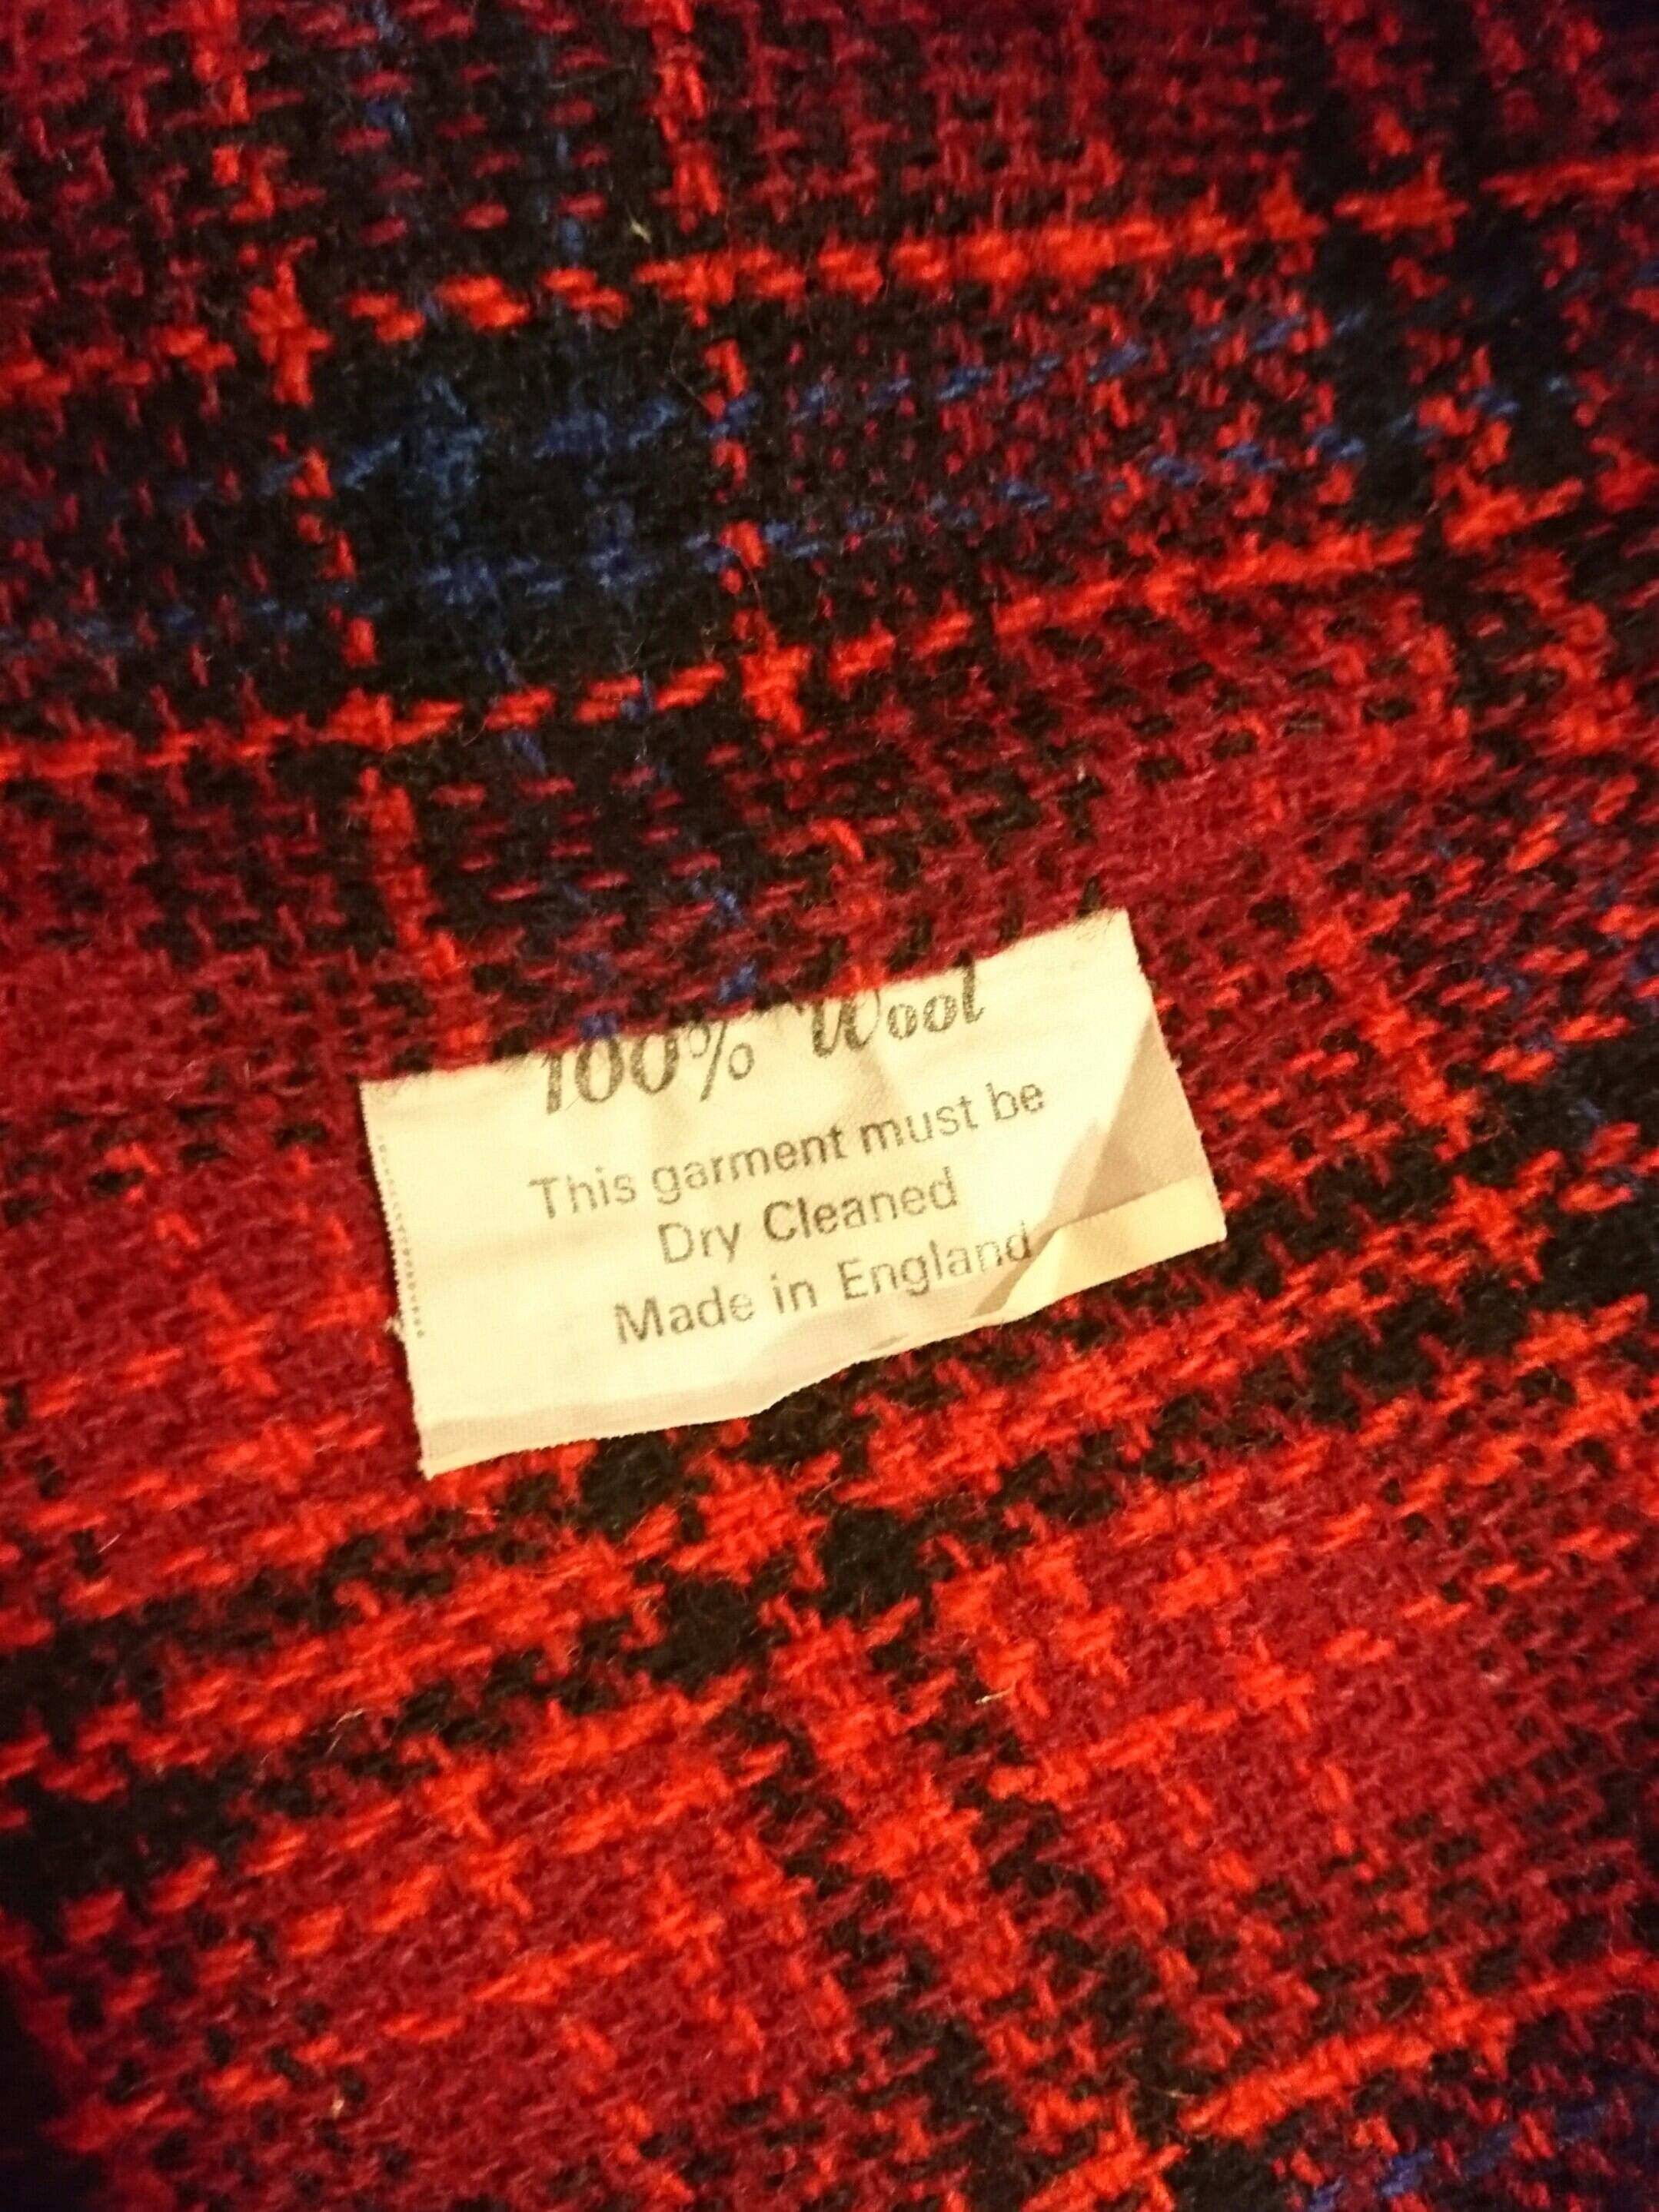 100% Wool
This garment must be
Dry Cleaned
Made in England